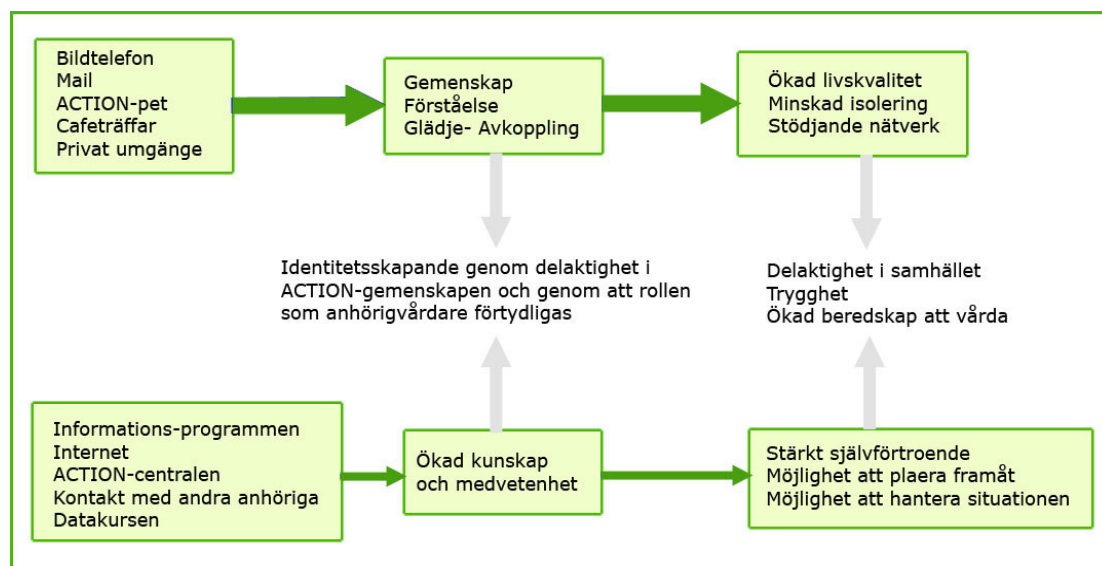 Bildtelefon
Mail
ACTION-pet
Cafeträffar
Privat umgänge
Gemenskap
Förståelse
Glädje- Avkoppling
Ökad livskvalitet
Minskad isolering
Stödjande nätverk
Identitetsskapande genom delaktighet i
ACTION-gemenskapen och genom att rollen
som anhörigvårdare förtydligas
Delaktighet i samhället
Trygghet
Ökad beredskap att vårda
Informations-programmen
Internet
ACTION-centralen
Kontakt med andra anhöriga
Datakursen
Ökad kunskap
och medvetenhet
Stärkt självförtroende
Möjlighet att plaera framåt
Möjlighet att hantera situationen